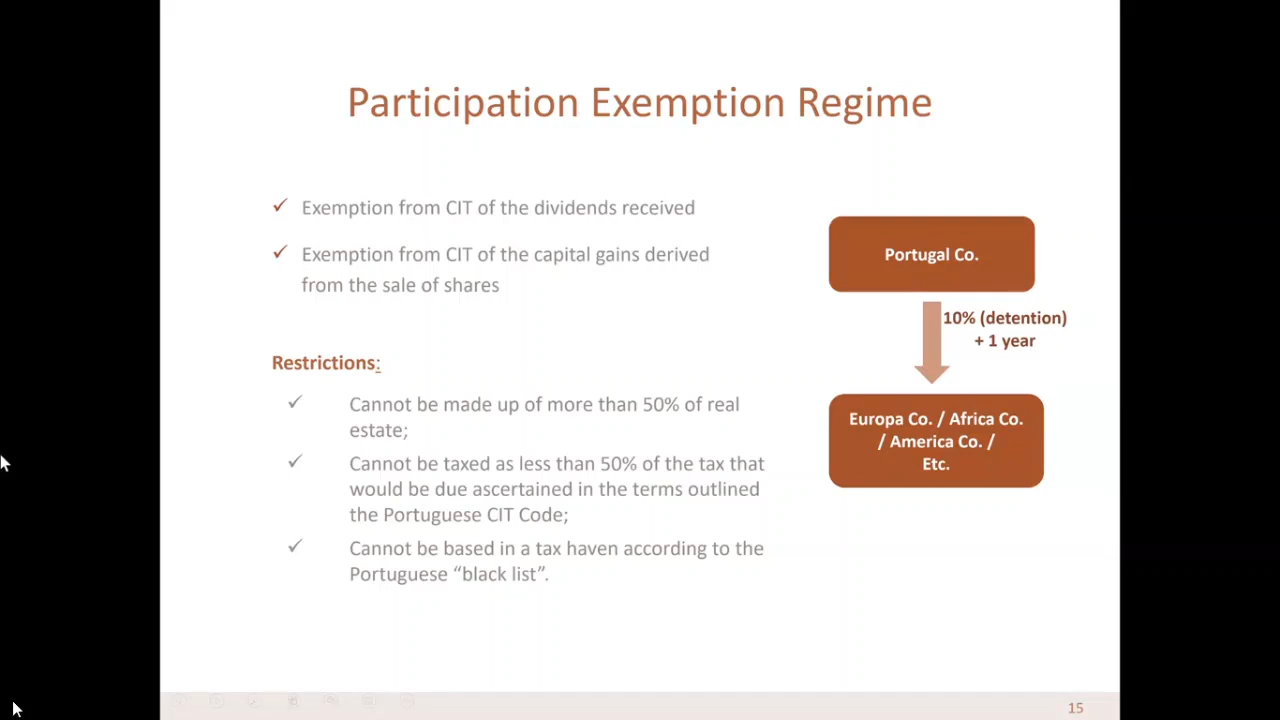 Participation Exemption Regime
✓ Exemption from CIT of the dividends received
✓ Exemption from CIT of the capital gains derived
from the sale of shares
Restrictions:
✓ Cannot be made up of more than 50% of real
estate;
✓ Cannot be taxed as less than 50% of the tax that
would be due ascertained in the terms outlined
the Portuguese CIT Code;
✓ Cannot be based in a tax haven according to the
Portuguese “black list”.
Portugal Co.
10% (detention)
+ 1 year
Europa Co. / Africa Co.
/ America Co. /
Etc.
15